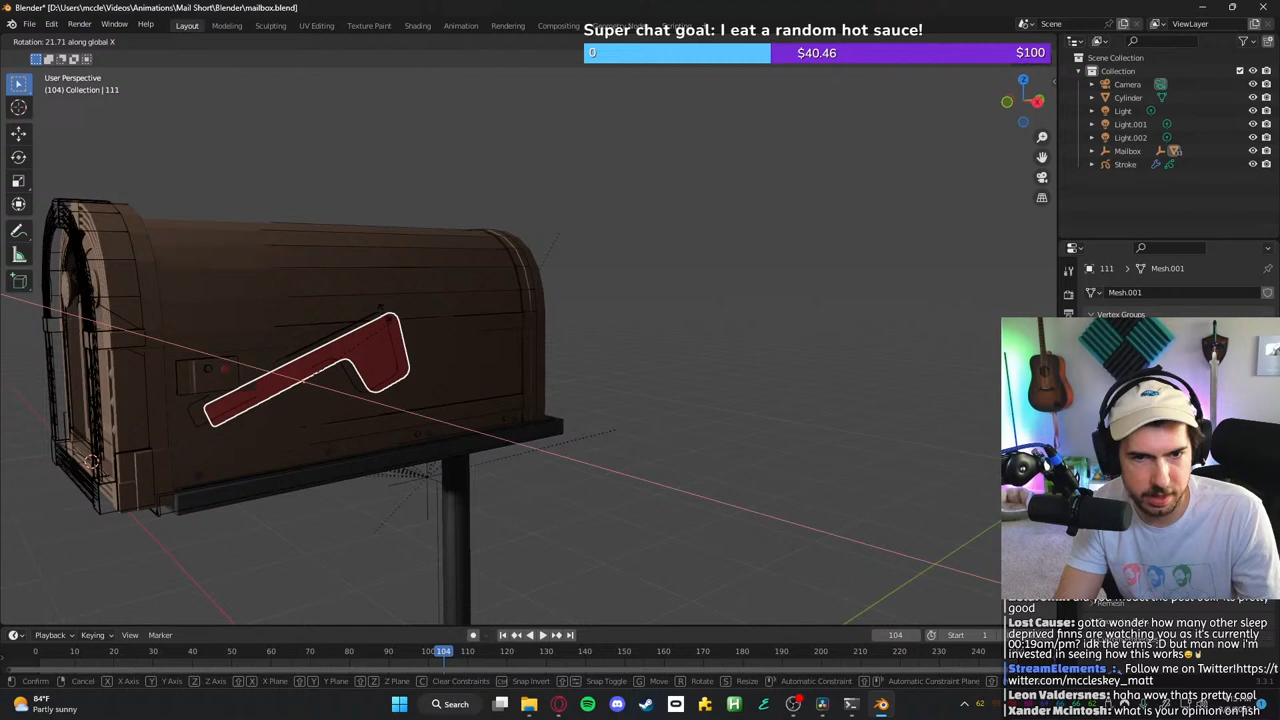 Blender* [D:\Users\mccle\Videos\Animations\Mail Short\Blender\mailbox.blend]
File Edit Render Window Help Layout Modeling Sculpting UV Editing Texture Paint Shading Animation Rendering Compositing Scene ViewLayer
Super chat goal: I eat a random hot sauce!
0 $40.46 $100
Rotation: 21.71 along global X
User Perspective
(104) Collection | 111
Scene Collection
Collection
Camera
Cylinder
Light
Light.001
Light.002
Mailbox
Stroke
111 Mesh.001
Mesh.001
Vertex Groups
X
Remesh
good
Lost Cause: gotta wonder how many other sleep
deprived finns are watching you as it's currently
00:19am/pm? idk the terms :D but man now i'm
invested in seeing how this works
StreamElements : Follow me on Twitter!https://t
witter.com/mccleskey_matt
Leon Valdersnes: haha wow thats pretty cool
Xander Mcintosh: what is your opinion on fish
Playback Keying View Marker 104 Start 1
0 10 20 30 40 50 60 70 80 90 104 110 120 130 140 150 160 170 180 190 200 210 220 230 240
Confirm Cancel X X Axis Y Y Axis Z Z Axis X X Plane Y Y Plane Z Z Plane C Clear Constraints Snap Invert Snap Toggle G Move R Rotate Resize Automatic Constraint Automatic Constraint Plane
3.3.1
84°F
Partly sunny
Search
62